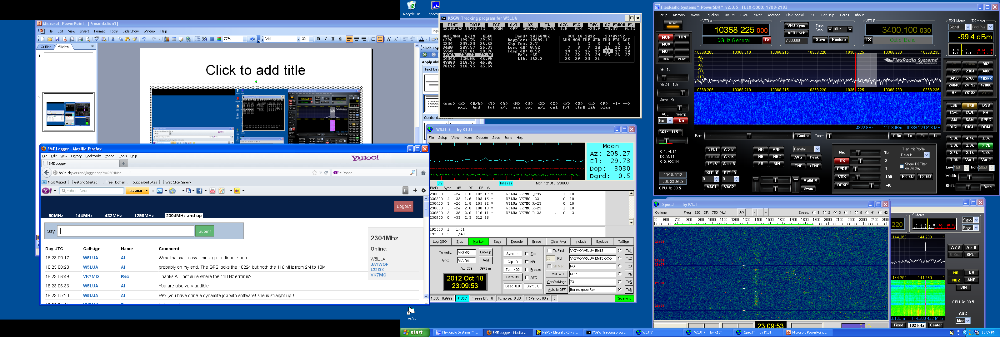 Recycle Bin
spectr
Microsoft PowerPoint - [Presentation1]
File Edit View Insert Format Tools Slide Show Window Help
77%
Arial 32
Outline Slides
1
2
Click to add title
Slide Lay
Apply slid
Text Lay
K5GW Tracking program for W5LUA
TIME DATE TGT A/T AZ EL AZC ELC DEC AZ ERROR EL
23:09:52 10/18/12 MOON OFF 208.27 29.76 1.5 0.4 -20.9 -0.07 0.12
ANTENNA AZIM ELEV
1296 199.76 29.94
2304 209.20 26.58
3400 207.57 26.33
5760 212.81 28.76
10368 208.20 29.88
24048 120.05 45.95
47088 118.95 46.06
78192 118.95 45.69
Band: 10368MHZ
Doppler:-12889.1
Sky Tem: 2.7
Loss dB: 0.52
Tdeg dB: 0.52
Pol: -65
Lib: 162.2
OCT 18 2012 23:09:52
SUN MON TUE WED THU FRI SAT
1 2 3 4 5 6
7 8 9 10 11 12 13
14 15 16 17 18 19 20
21 22 23 24 25 26 27
28 29 30 31
<esc> <E> <B/b> <T> <A> <M> <U> <Z> <C> <F> <O> <L> <P>
exit bnd tgt a/t man pos a/z cal f/t stnB lib plan
FlexRadio Systems™ PowerSDR™ v2.3.5 FLEX-5000: 1708-2183
Setup Memory Wave Equalizer XVTRs CWX Mixer Antenna FlexControl ESC Get Help Heros About
STOP
MON TUN
MOX
MUT
REC PLAY
AF: 15
AGC-T: 106
Drive: 78
AGC Preamp
Fast On
SQL: -115
RX1: ANT1
TX: ANT1
RX2: RX2 IN
10/18/2012
LOC 23:09:53
CPU %: 30.5
VFO A
10368.225 000
10GHz General TX
VFO Sync
VFO Lock
7.000000
Tune Step: - 10Hz +
Save Restore
VFO B
3400.100 030
TX Out of Band
RX1 Meter TX Meter
Signal Fwd Pwr
-99.4 dBm
1 3 5 7 9 +20 +40 +60
10368.205 10368.210 10368.215 10368.220 10368.225 10368.230 10368.235
-60
-70
-80
-90
-100
-110
-120
FlexRadio Systems
10368.205 10368.210 10368.215 10368.220 10368.225 10368.230 10368.235
4822.8Hz -110.8dBm 10368.229 823 MHz
2m 70cm 902
1296 2304 3400
3456 5760 10368
24048 24192 47088
HF 78192
LSB USB DSB
CWL CWU FM
AM SAM SPEC
DIGL DIGU DRM
5.0k 4.4k 3.8k
3.3k 2.9k 2.7k
2.4k 2.1k 1.8k
1.0k Var 1 Var 2
Low 150 High 2850
Width:
Shift: Reset
Pan: Center Zoom: 0.5x 1x 2x 4x
SPLT A > B
0 Beat A < B
IF->V A <> B
XIT 0 RIT 0
0 0
VAC1 VAC2
NR ANF
NB NB2
SR BIN
Panafall
AVG Peak
TNF +TNF
MultiRX
Swap
Mic 15
DX 3
CPDR 1
VOX 100
DEXP -40
Transmit Profile
Default
Show TX Filter on Display
RX EQ TX EQ
WSJT 7 by K1JT
File Setup View Mode Decode Save Band Help
Moon
Az: 208.27
El: 29.73
Dop: 3030
Dgrd: -0.5
3.9 Time (s) Mon_121018_230900
FileID Sync dB DT DF W
230000 5 -24 1.8 102 17 * W5LUA VK7MO QE37 1 10
230200 4 -25 1.6 105 16 * W5LUA VK7MO -22 0 10
230400 3 -24 1.8 105 22 * W5LUA VK7MO R-23 0 10
230600 5 -24 2.0 100 13 * W5LUA VK7MO R-23 1 10
230800 2 -28 2.0 116 11 * W5LUA VK7MO R-23 ? 0 3
230900 0 -33 2.3 312 26
192500 1 1/51
192500 2 1/48
Log QSO Stop Monitor Save Decode Erase Clear Avg Include Exclude TxStop
To radio: VK7MO Lookup
Grid: QE37pc Add
Az: 239 8972 mi
2012 Oct 18
23:09:53
Sync 1 Zap
Clip 0 NB
Tol 400 Freeze
Defaults AFC
Dsec 0.0 Shift 0.0
Tx First VK7MO W5LUA EM13 Tx1
26 Rpt VK7MO W5LUA EM13 OOO Tx2
Sh Msg RO Tx3
TxDF = 0 RRR Tx4
GenStdMsgs 73 Tx5
Auto is OFF thanks qsos Rex Tx6
1.0001 0.9999 JT65C Freeze DF: 0 Rx noise: 0 dB TR Period: 60 s 0 Receiving
EME Logger - Mozilla Firefox
File Edit View History Bookmarks Yahoo! Tools Help
YAHOO!
EME Logger
hb9q.ch/version2/logger.php?r=2304Mhz
Yahoo
Most Visited Getting Started Free Hotmail Suggested Sites Web Slice Gallery
Yahoo! Search SEARCH
Logout
50MHz 144MHz 432MHz 1296MHz 2304MHz and up
Say: Submit
2304Mhz
Online:
W5LUA
JA1WQF
LZ1DX
VK7MO
Day UTC Callsign Name Comment
18 23:09:17 W5LUA Al Wow. that was easy..I must go to dinner soon
18 23:08:28 W5LUA Al probably on my end. The GPS locks the 10224 but noth the 116 MHz from 2M to 10M
18 23:06:49 VK7MO Rex Thanks Al - not sure where the 110 Hz error is?
18 23:06:36 W5LUA Al You are also very audible
18 23:05:20 W5LUA Al Rex,,you have done a dynamite job with software! she is straight up!!
ve7cc
SpecJT by K1JT
Options Freq: 520 DF: -750 (Hz) BW < | > Speed: 1 2 3 4 5 H1 H2
600 700 800 900 1000 1100 1200 1300 1400 1500 1600 1700 1800 1900 2000 2100 2200 2300 2400
23:09:53
220
S Meter
1 3 5 7 9 +20 +40 +60
Signal
Edge
144.260 144.280
144.260 144.280
A / B A > B
0 Beat SPLT
NB NR
NB2 ANF
BIN
CPU %: 30.5
AGC
Med
144.280 422 MHz
Fixed 192 kHz Center
start
FlexRadio Systems™ ... EME Logger - Mozilla ... NaP3 - Elecraft K3 - v... K5GW Tracking progr... WSJT7 WSJT 7 by K1JT SpecJT by K1JT Microsoft PowerPoint ...
11:09 PM